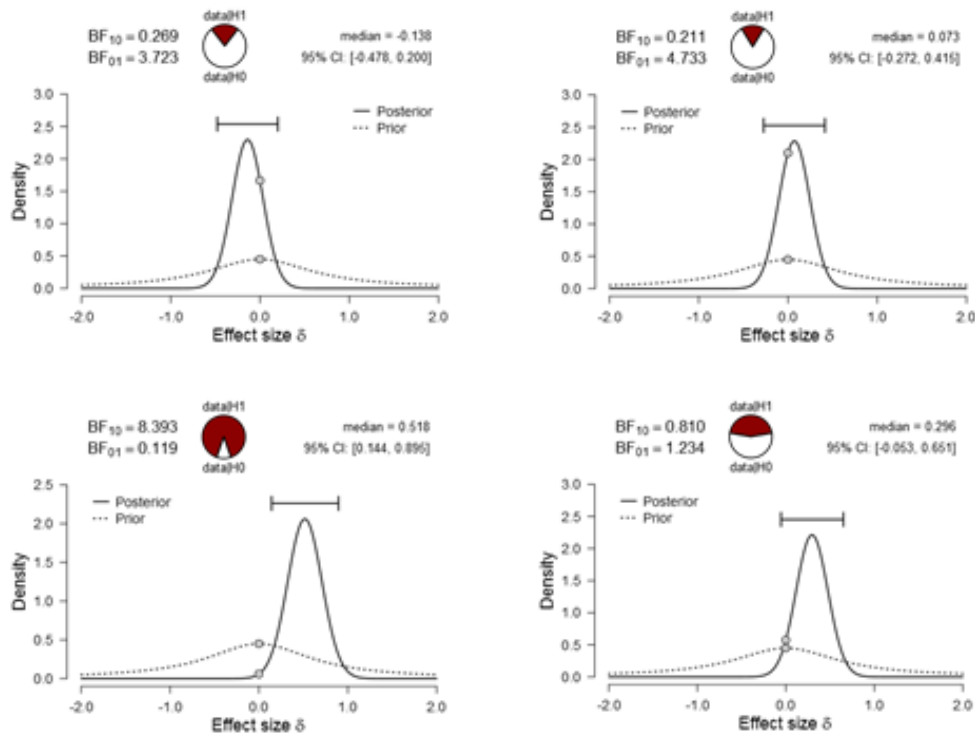 data|H1
BF10 = 0.269
median = -0.138
BF01 = 3.723
95% CI: [-0.478, 0.200]
data|H0
3.0
2.5
2.0
1.5
1.0
0.5
0.0
Density
Posterior
Prior
-2.0 -1.0 0.0 1.0 2.0
Effect size δ
data|H1
BF10 = 0.211
median = 0.073
BF01 = 4.733
95% CI: [-0.272, 0.415]
data|H0
3.0
2.5
2.0
1.5
1.0
0.5
0.0
Density
Posterior
Prior
-2.0 -1.0 0.0 1.0 2.0
Effect size δ
data|H1
BF10 = 8.393
median = 0.518
BF01 = 0.119
95% CI: [0.144, 0.895]
data|H0
2.5
2.0
1.5
1.0
0.5
0.0
Density
Posterior
Prior
-2.0 -1.0 0.0 1.0 2.0
Effect size δ
data|H1
BF10 = 0.810
median = 0.296
BF01 = 1.234
95% CI: [-0.053, 0.651]
data|H0
3.0
2.5
2.0
1.5
1.0
0.5
0.0
Density
Posterior
Prior
-2.0 -1.0 0.0 1.0 2.0
Effect size δ